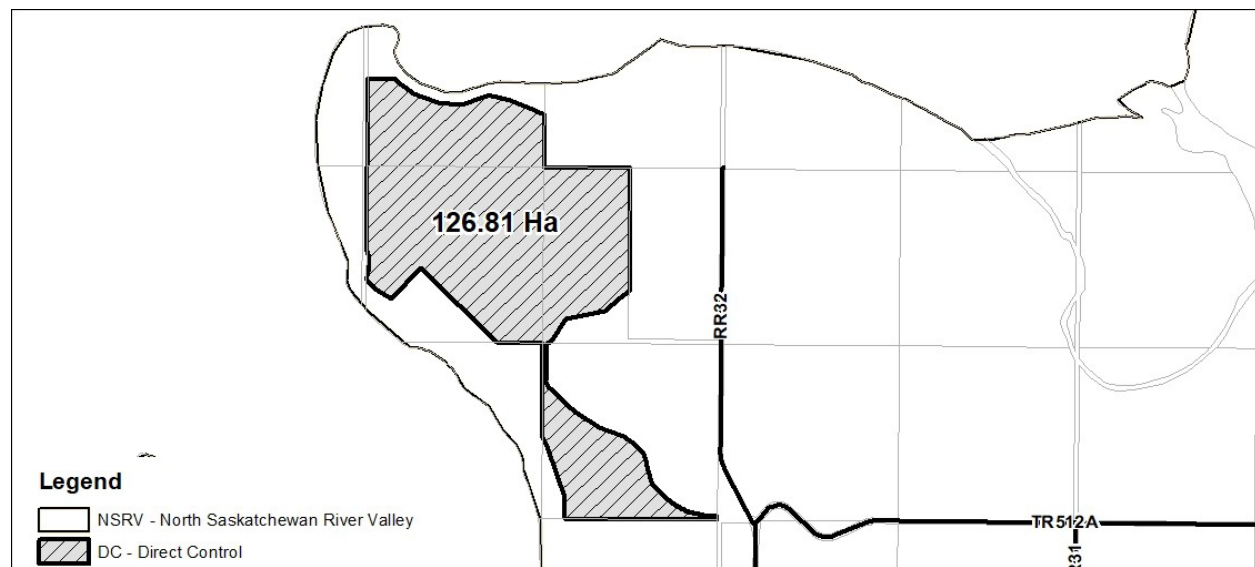 126.81 Ha
RR32
Legend
NSRV - North Saskatchewan River Valley
DC - Direct Control
TR512A